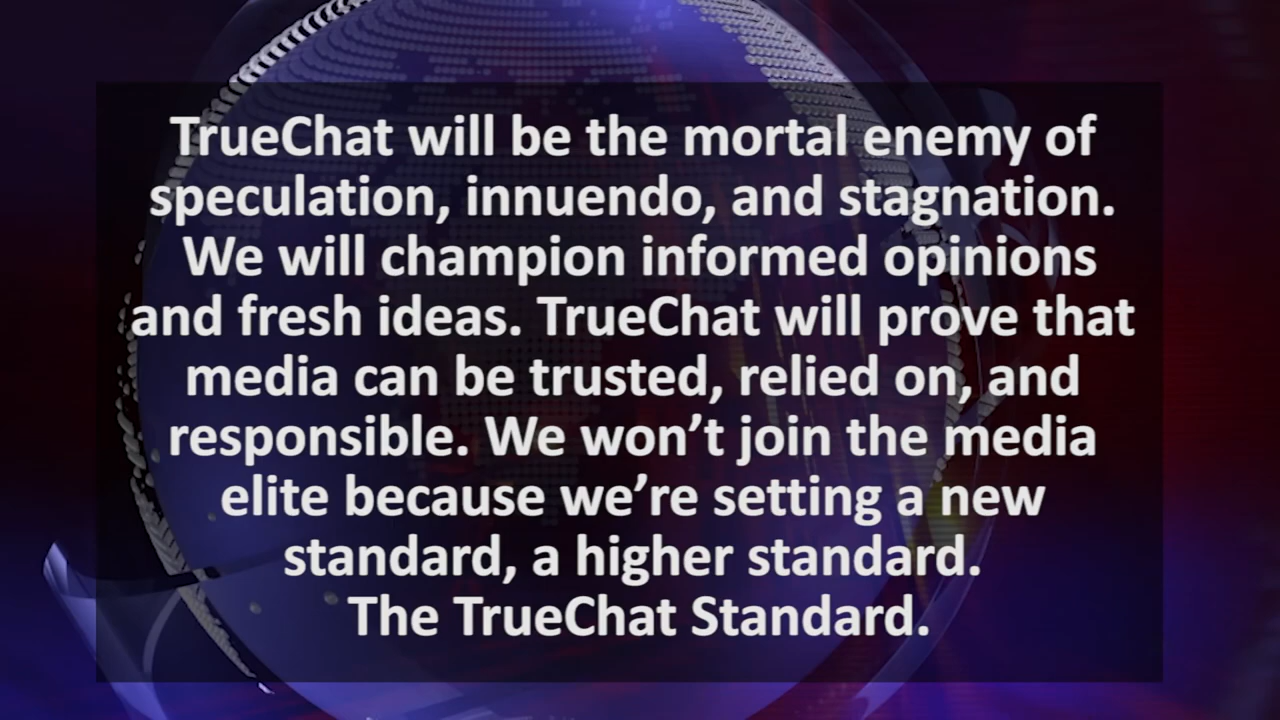 TrueChat will be the mortal enemy of
speculation, innuendo, and stagnation.
We will champion informed opinions
and fresh ideas. TrueChat will prove that
media can be trusted, relied on, and
responsible. We won’t join the media
elite because we’re setting a new
standard, a higher standard.
The TrueChat Standard.